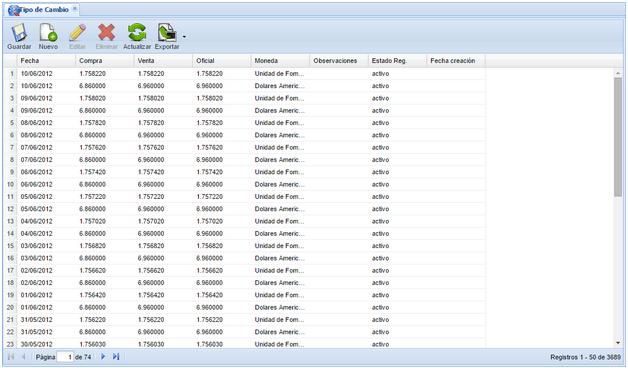 Tipo de Cambio
Guardar Nuevo Editar Eliminar Actualizar Exportar
Fecha Compra Venta Oficial Moneda Observaciones Estado Reg. Fecha creación
1 10/06/2012 1.758220 1.758220 1.758220 Unidad de Fom... activo
2 10/06/2012 6.860000 6.960000 6.960000 Dolares Americ... activo
3 09/06/2012 1.758020 1.758020 1.758020 Unidad de Fom... activo
4 09/06/2012 6.860000 6.960000 6.960000 Dolares Americ... activo
5 08/06/2012 1.757820 1.757820 1.757820 Unidad de Fom... activo
6 08/06/2012 6.860000 6.960000 6.960000 Dolares Americ... activo
7 07/06/2012 1.757620 1.757620 1.757620 Unidad de Fom... activo
8 07/06/2012 6.860000 6.960000 6.960000 Dolares Americ... activo
9 06/06/2012 1.757420 1.757420 1.757420 Unidad de Fom... activo
10 06/06/2012 6.860000 6.960000 6.960000 Dolares Americ... activo
11 05/06/2012 1.757220 1.757220 1.757220 Unidad de Fom... activo
12 05/06/2012 6.860000 6.960000 6.960000 Dolares Americ... activo
13 04/06/2012 1.757020 1.757020 1.757020 Unidad de Fom... activo
14 04/06/2012 6.860000 6.960000 6.960000 Dolares Americ... activo
15 03/06/2012 1.756820 1.756820 1.756820 Unidad de Fom... activo
16 03/06/2012 6.860000 6.960000 6.960000 Dolares Americ... activo
17 02/06/2012 1.756620 1.756620 1.756620 Unidad de Fom... activo
18 02/06/2012 6.860000 6.960000 6.960000 Dolares Americ... activo
19 01/06/2012 1.756420 1.756420 1.756420 Unidad de Fom... activo
20 01/06/2012 6.860000 6.960000 6.960000 Dolares Americ... activo
21 31/05/2012 1.756220 1.756220 1.756220 Unidad de Fom... activo
22 31/05/2012 6.860000 6.960000 6.960000 Dolares Americ... activo
23 30/05/2012 1.756030 1.756030 1.756030 Unidad de Fom... activo
Página 1 de 74 Registros 1 - 50 de 3689